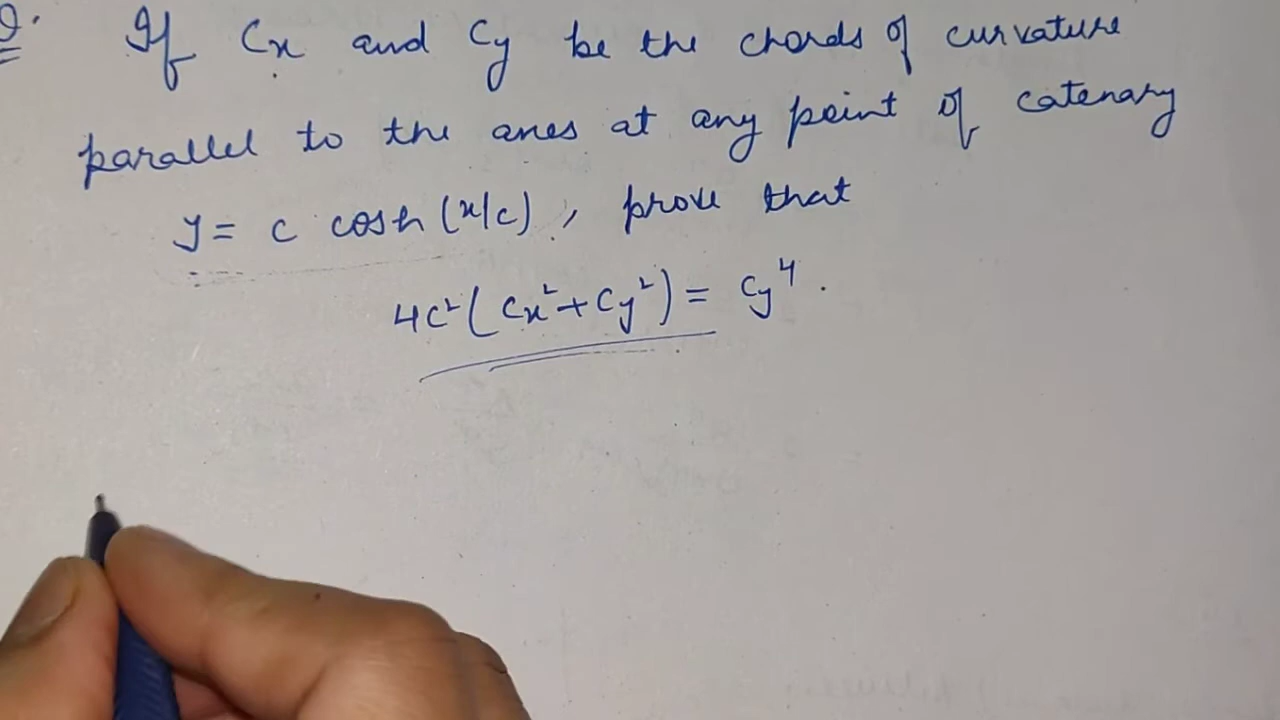 Q. If Cx and Cy be the chords of curvature
parallel to the axes at any point of catenary
y = c cosh (x/c), prove that
4c²(Cx²+Cy²) = Cy⁴.